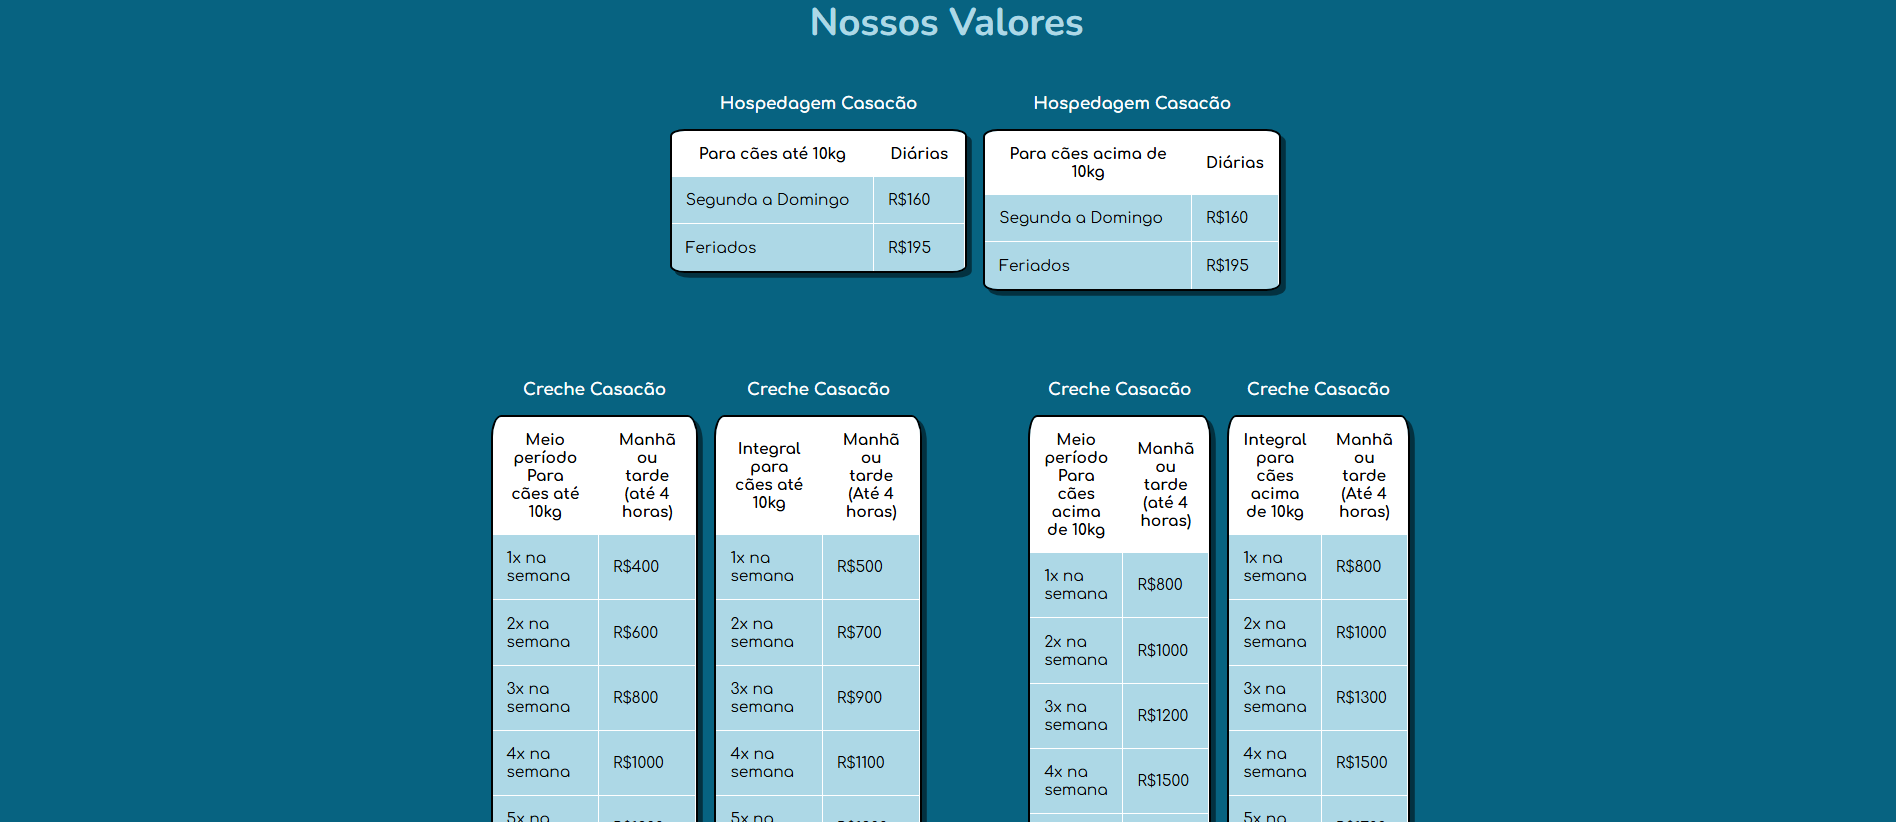 Nossos Valores
Hospedagem Casacão
Para cães até 10kg Diárias
Segunda a Domingo R$160
Feriados R$195
Hospedagem Casacão
Para cães acima de
10kg
Diárias
Segunda a Domingo R$160
Feriados R$195
Creche Casacão
Meio
período
Para
cães até
10kg
Manhã
ou
tarde
(até 4
horas)
1x na
semana
R$400
2x na
semana
R$600
3x na
semana
R$800
4x na
semana
R$1000
5x na
Creche Casacão
Integral
para
cães até
10kg
Manhã
ou
tarde
(Até 4
horas)
1x na
semana
R$500
2x na
semana
R$700
3x na
semana
R$900
4x na
semana
R$1100
5x na
Creche Casacão
Meio
período
Para
cães
acima
de 10kg
Manhã
ou
tarde
(até 4
horas)
1x na
semana
R$800
2x na
semana
R$1000
3x na
semana
R$1200
4x na
semana
R$1500
Creche Casacão
Integral
para
cães
acima
de 10kg
Manhã
ou
tarde
(Até 4
horas)
1x na
semana
R$800
2x na
semana
R$1000
3x na
semana
R$1300
4x na
semana
R$1500
5x na